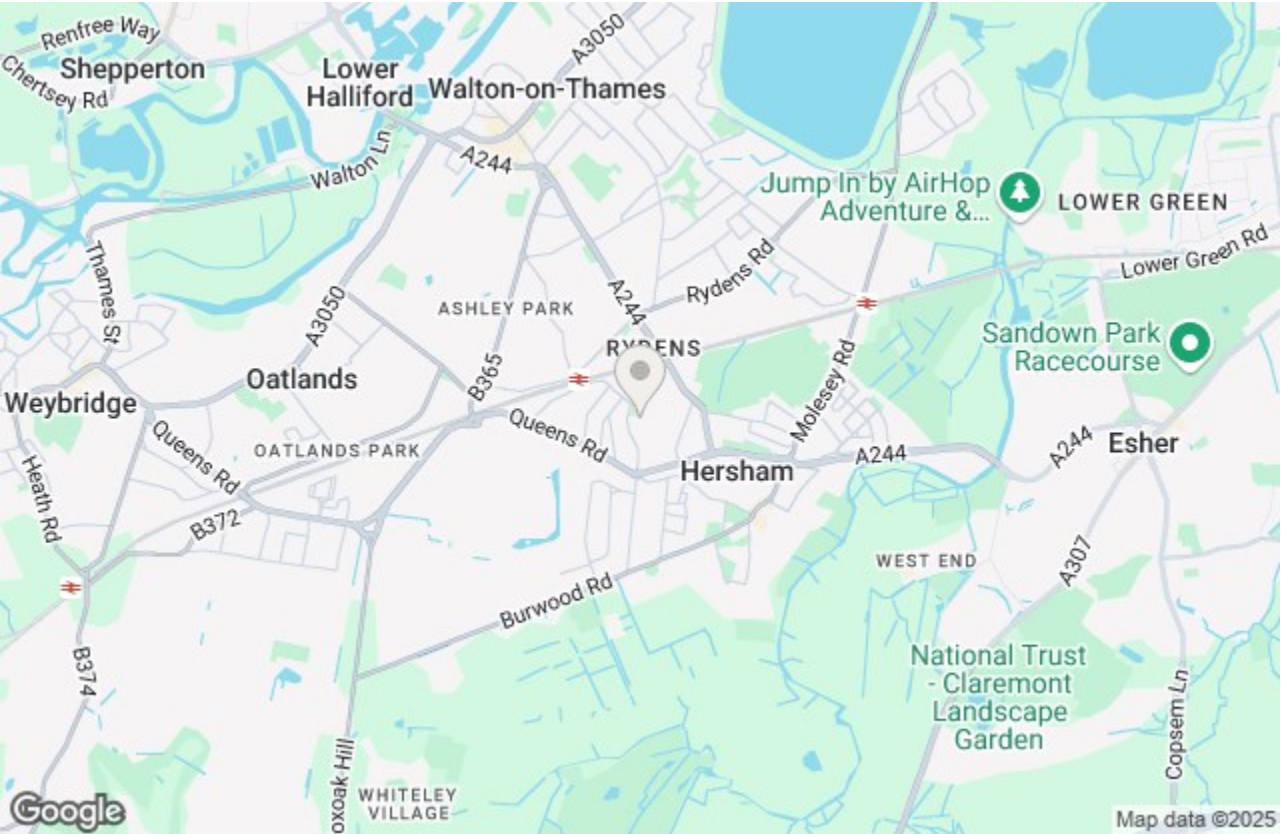 Renfree Way
Shepperton
Chertsey Rd
Lower
Halliford
Walton-on-Thames
A3050
Walton Ln
A244
Jump In by AirHop
Adventure &...
LOWER GREEN
Lower Green Rd
Thames St
A3050
ASHLEY PARK
A244
Rydens Rd
RYDENS
Sandown Park
Racecourse
Oatlands
B365
Molesey Rd
Weybridge
Queens Rd
OATLANDS PARK
Queens Rd
Hersham
A244
A244
Esher
Heath Rd
B372
WEST END
A307
Burwood Rd
B374
National Trust
- Claremont
Landscape
Garden
Copsem Ln
oxoak Hill
WHITELEY
VILLAGE
Google
Map data ©2025